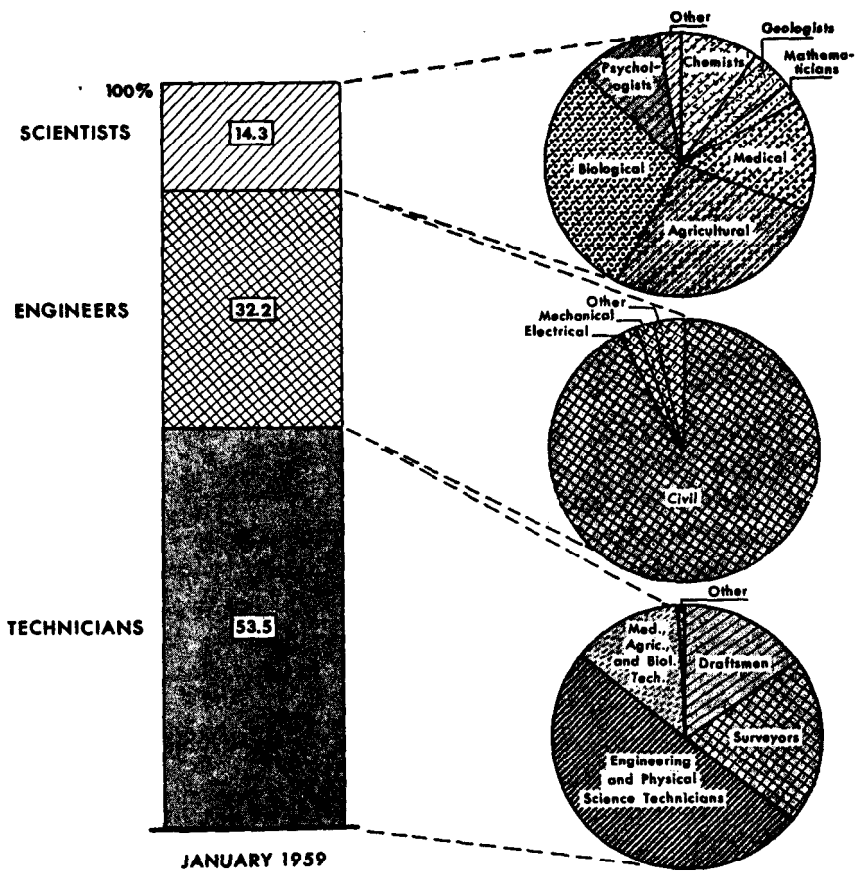 100%
SCIENTISTS
14.3
ENGINEERS
32.2
TECHNICIANS
53.5
JANUARY 1959
Other
Geologists
Chemists
Mathema-
ticians
Psychol-
ogists
Biological
Medical
Agricultural
Other
Mechanical
Electrical
Civil
Other
Med.,
Agric.,
and Biol.
Tech.
Draftsmen
Surveyors
Engineering
and Physical
Science Technicians